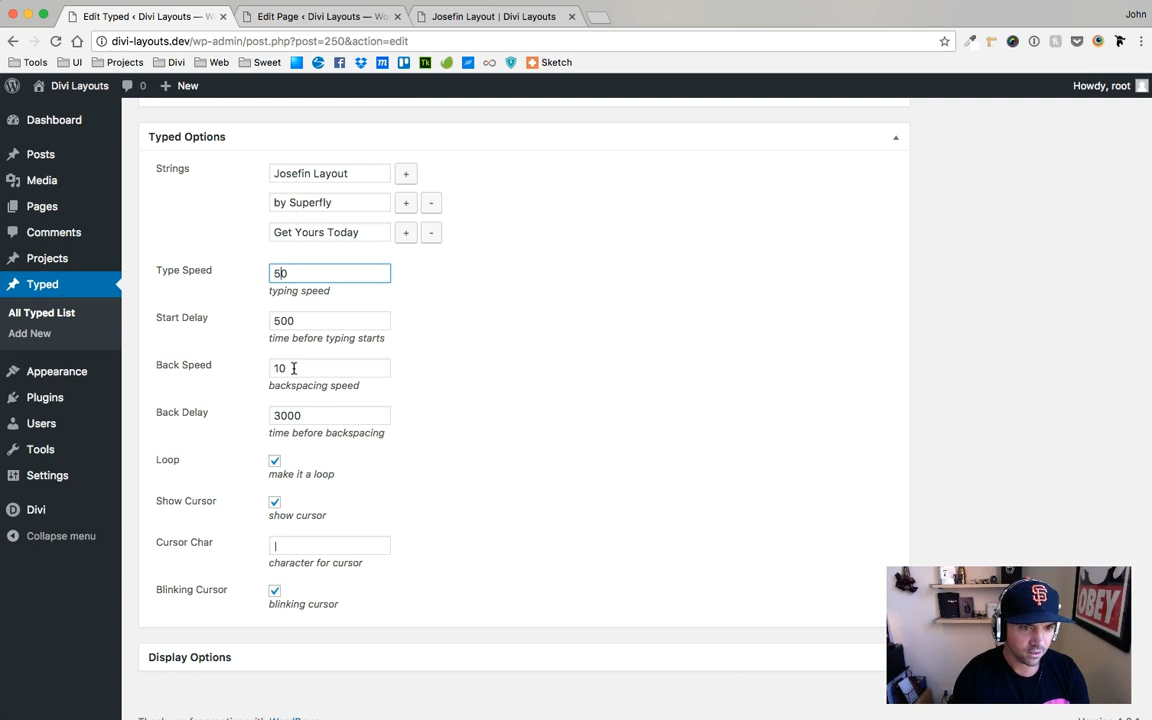 Edit Typed ‹ Divi Layouts — W
Edit Page ‹ Divi Layouts — Wo
Josefin Layout | Divi Layouts
John
divi-layouts.dev/wp-admin/post.php?post=250&action=edit
Tools
UI
Projects
Divi
Web
Sweet
Sketch
Divi Layouts
0
New
Howdy, root
Dashboard
Posts
Media
Pages
Comments
Projects
Typed
All Typed List
Add New
Appearance
Plugins
Users
Tools
Settings
Divi
Collapse menu
Typed Options
Strings
Josefin Layout
+
by Superfly
+ -
Get Yours Today
+ -
Type Speed
50
typing speed
Start Delay
500
time before typing starts
Back Speed
10
backspacing speed
Back Delay
3000
time before backspacing
Loop
make it a loop
Show Cursor
show cursor
Cursor Char
|
character for cursor
Blinking Cursor
blinking cursor
Display Options
OBEY
SF